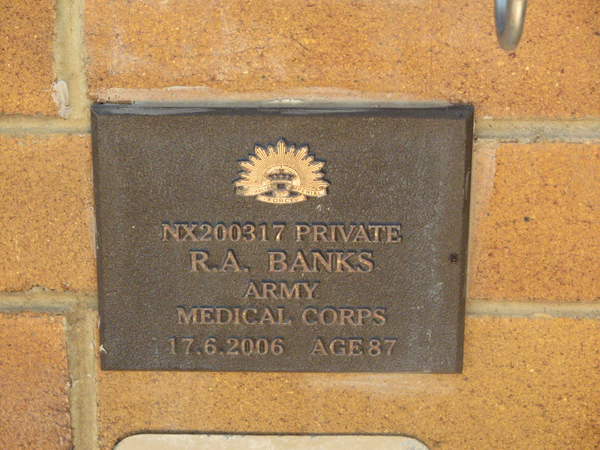 NX200317 PRIVATE
R.A. BANKS
ARMY
MEDICAL CORPS
17.6.2006 AGE 87